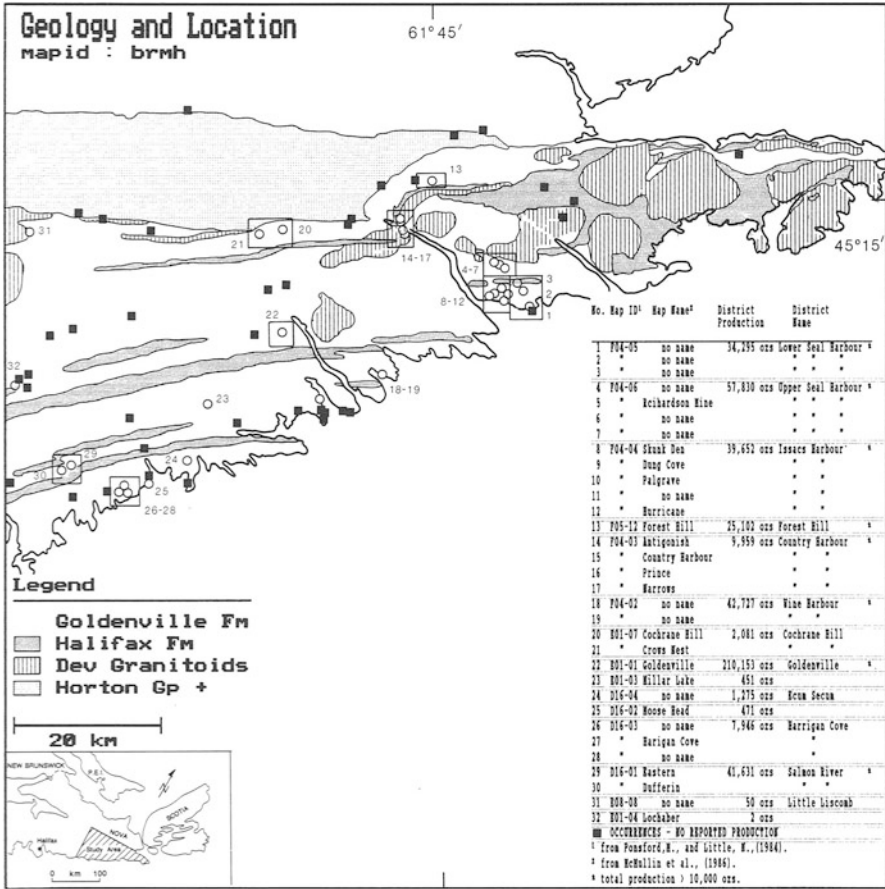 Geology and Location
mapid : brmh
61°45′
45°15′
13
31
21
20
14-17
4-7
3
2
8-12
1
22
32
18-19
23
29
30
24
25
26-28
No. Map ID¹ Map Name² District Production District Name
1 F04-05 no name 34,295 ozs Lower Seal Harbour *
2 " no name " " "
3 " no name " " "
4 F04-06 no name 57,830 ozs Upper Seal Harbour *
5 " Rcihardson Mine " " "
6 " no name " " "
7 " no name " " "
8 F04-04 Skunk Den 39,652 ozs Issacs Harbour *
9 " Dung Cove " "
10 " Palgrave " "
11 " no name " "
12 " Hurricane " "
13 F05-12 Forest Hill 25,102 ozs Forest Hill *
14 F04-03 Antigonish 9,959 ozs Country Harbour *
15 " Country Harbour " "
16 " Prince " "
17 " Narrows " "
18 F04-02 no name 42,727 ozs Wine Harbour *
19 " no name " "
20 E01-07 Cochrane Hill 2,081 ozs Cochrane Hill
21 " Crows Nest " "
22 E01-01 Goldenville 210,153 ozs Goldenville *
23 E01-03 Millar Lake 451 ozs
24 D16-04 no name 1,275 ozs Ecum Secum
25 D16-02 Moose Head 471 ozs
26 D16-03 no name 7,946 ozs Harrigan Cove
27 " Harigan Cove "
28 " no name "
29 D16-01 Eastern 41,631 ozs Salmon River *
30 " Dufferin " "
31 E08-08 no name 50 ozs Little Liscomb
32 E01-04 Lochaber 2 ozs
OCCURRENCES - NO REPORTED PRODUCTION
¹ from Ponsford,M., and Little, N.,(1984).
² from McMullin et al., (1986).
* total production > 10,000 ozs.
Legend
Goldenville Fm
Halifax Fm
Dev Granitoids
Horton Gp +
20 km
NEW BRUNSWICK
P.E.I.
N
NOVA
SCOTIA
Halifax
Study Area
0 km 100